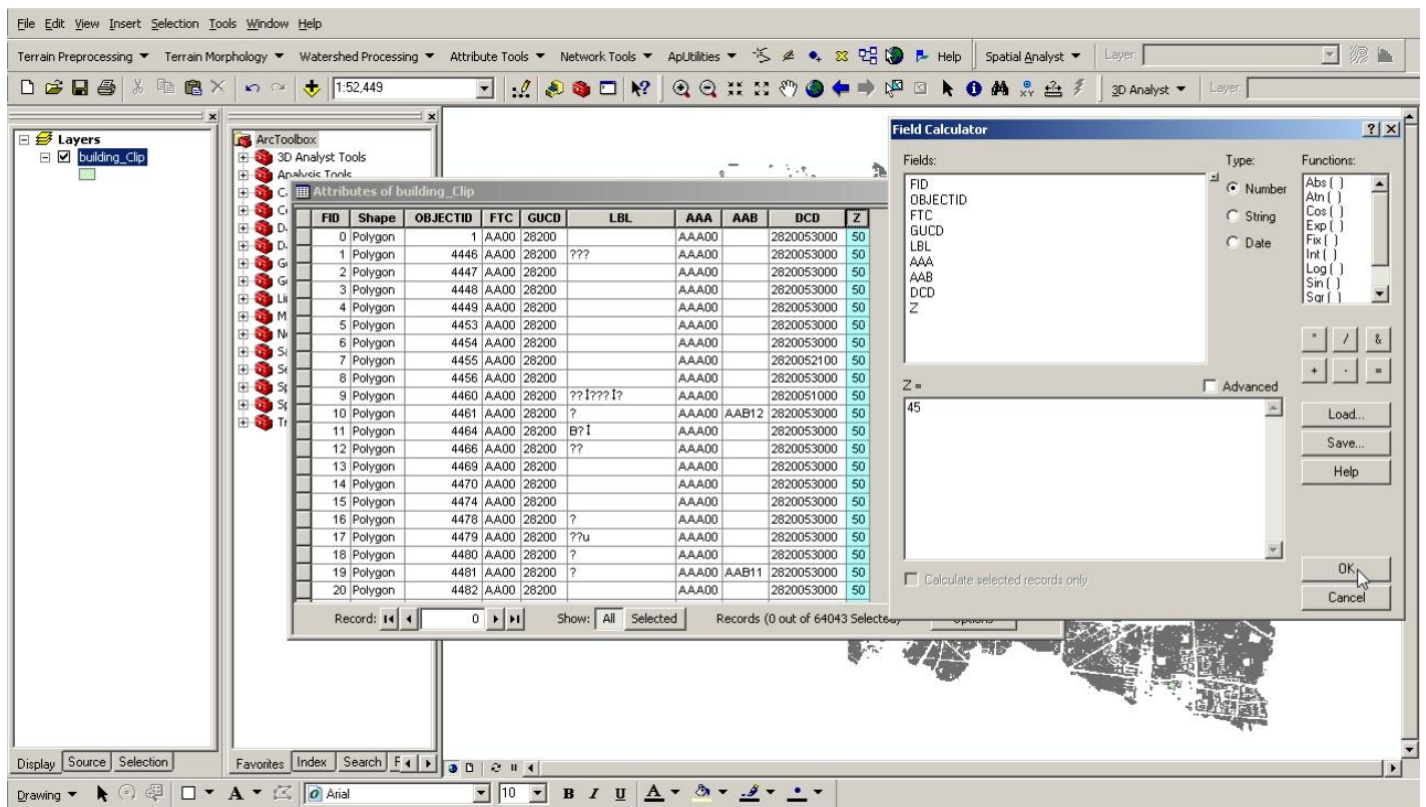 File Edit View Insert Selection Tools Window Help
Terrain Preprocessing Terrain Morphology Watershed Processing Attribute Tools Network Tools ApUtilities Help Spatial Analyst Layer:
1:52,449 3D Analyst Layer:
Layers
building_Clip
ArcToolbox
3D Analyst Tools
Analysis Tools
Attributes of building_Clip
FID Shape OBJECTID FTC GUCD LBL AAA AAB DCD Z
0 Polygon 1 AA00 28200 AAA00 2820053000 50
1 Polygon 4446 AA00 28200 ??? AAA00 2820053000 50
2 Polygon 4447 AA00 28200 AAA00 2820053000 50
3 Polygon 4448 AA00 28200 AAA00 2820053000 50
4 Polygon 4449 AA00 28200 AAA00 2820053000 50
5 Polygon 4453 AA00 28200 AAA00 2820053000 50
6 Polygon 4454 AA00 28200 AAA00 2820053000 50
7 Polygon 4455 AA00 28200 AAA00 2820052100 50
8 Polygon 4456 AA00 28200 AAA00 2820053000 50
9 Polygon 4460 AA00 28200 AAA00 2820051000 50
10 Polygon 4461 AA00 28200 ? AAA00 AAB12 2820053000 50
11 Polygon 4464 AA00 28200 AAA00 2820053000 50
12 Polygon 4466 AA00 28200 ?? AAA00 2820053000 50
13 Polygon 4469 AA00 28200 AAA00 2820053000 50
14 Polygon 4470 AA00 28200 AAA00 2820053000 50
15 Polygon 4474 AA00 28200 AAA00 2820053000 50
16 Polygon 4478 AA00 28200 ? AAA00 2820053000 50
17 Polygon 4479 AA00 28200 ??u AAA00 2820053000 50
18 Polygon 4480 AA00 28200 ? AAA00 2820053000 50
19 Polygon 4481 AA00 28200 ? AAA00 AAB11 2820053000 50
20 Polygon 4482 AA00 28200 AAA00 2820053000 50
Record: 0 Show: All Selected Records (0 out of 64043 Selected) Options
Field Calculator
Fields:
FID
OBJECTID
FTC
GUCD
LBL
AAA
AAB
DCD
Z
Type:
Number
String
Date
Functions:
Abs ( )
Atn ( )
Cos ( )
Exp ( )
Fix ( )
Int ( )
Log ( )
Sin ( )
Sqr ( )
* / &
+ - =
Z =
Advanced
45
Load...
Save...
Help
Calculate selected records only
OK
Cancel
Display Source Selection
Favorites Index Search
Drawing A Arial 10 B I U A